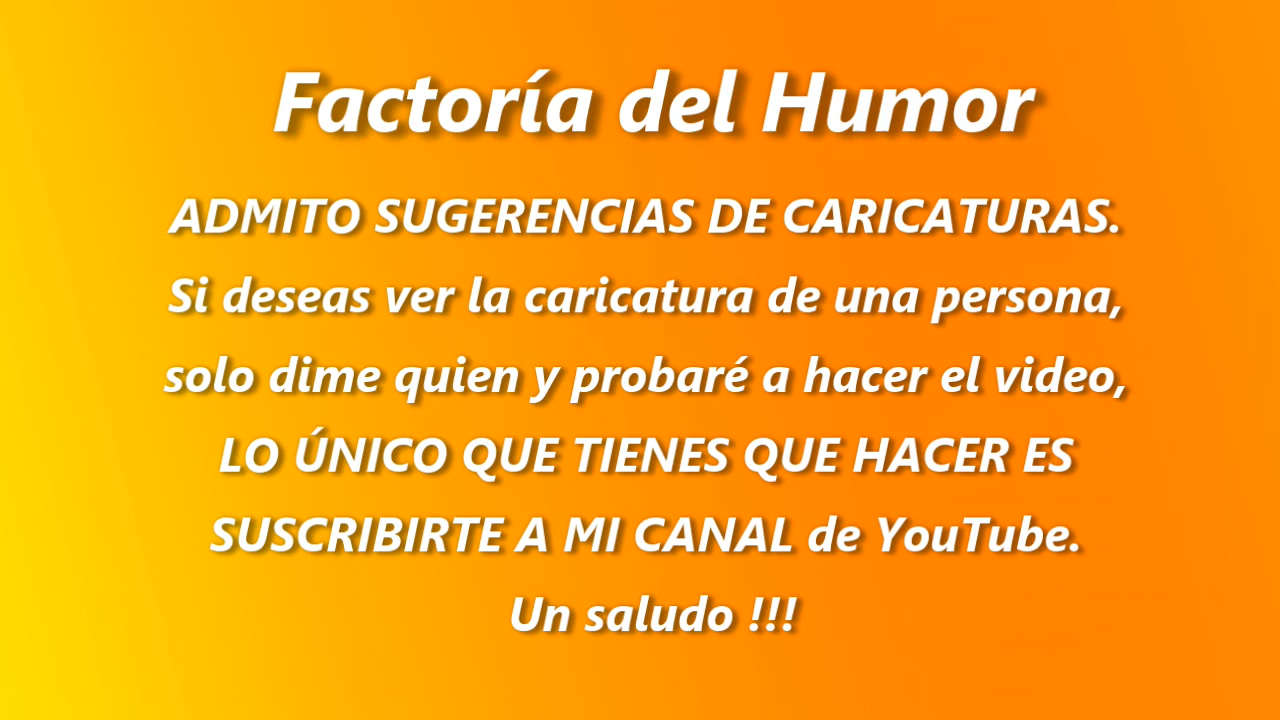 Factoría del Humor
ADMITO SUGERENCIAS DE CARICATURAS.
Si deseas ver la caricatura de una persona,
solo dime quien y probaré a hacer el video,
LO ÚNICO QUE TIENES QUE HACER ES
SUSCRIBIRTE A MI CANAL de YouTube.
Un saludo !!!